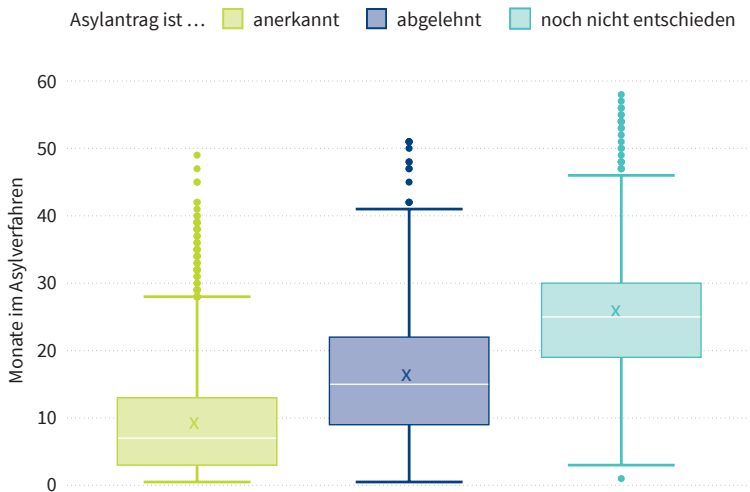 Asylantrag ist … anerkannt abgelehnt noch nicht entschieden
Monate im Asylverfahren
60
50
40
30
20
10
0
x
x
x